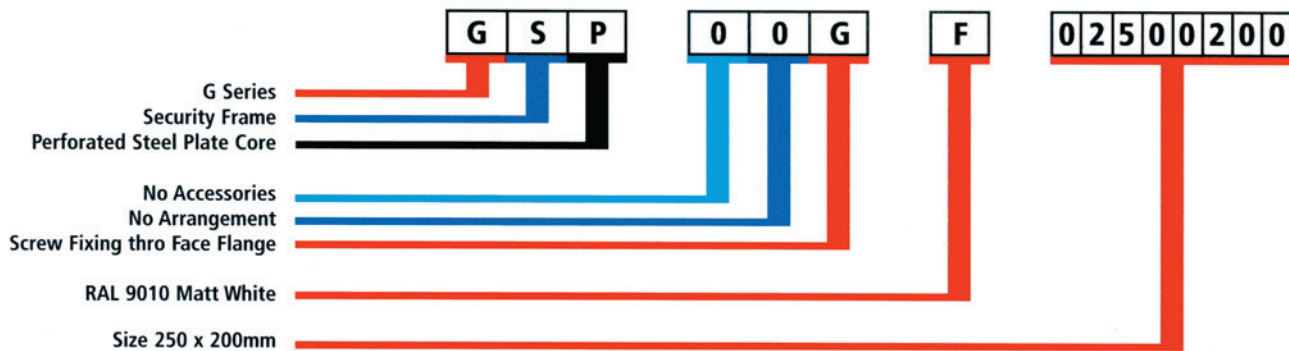 G S P 0 0 G F 0 2 5 0 0 2 0 0
G Series
Security Frame
Perforated Steel Plate Core
No Accessories
No Arrangement
Screw Fixing thro Face Flange
RAL 9010 Matt White
Size 250 x 200mm